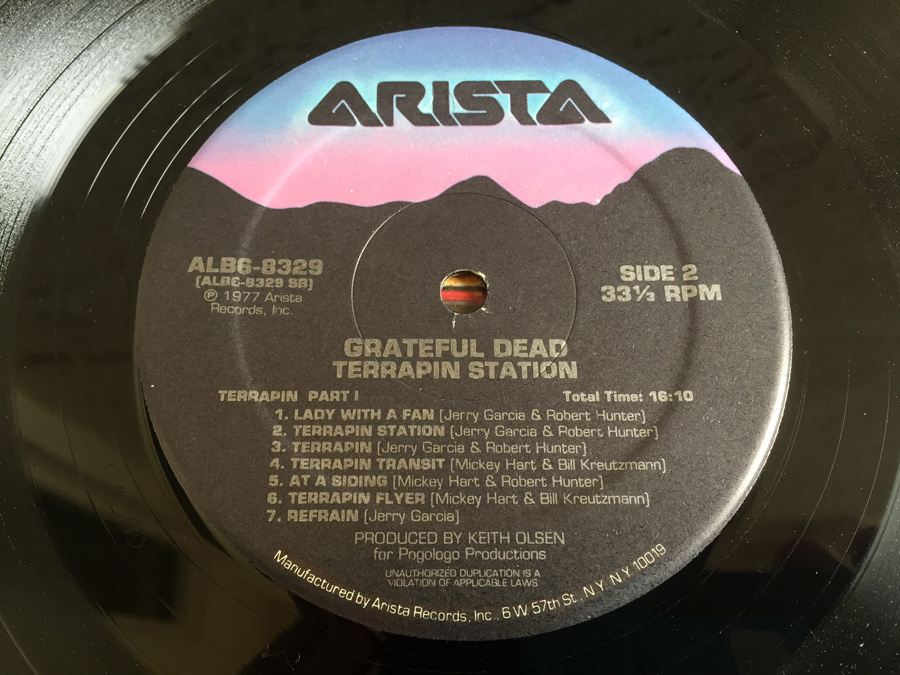 ARISTA
ALB6-8329
[ALB6-8329 SB]
℗ 1977 Arista
Records, Inc.
SIDE 2
33⅓ RPM
GRATEFUL DEAD
TERRAPIN STATION
TERRAPIN PART I
Total Time: 16:10
1. LADY WITH A FAN [Jerry Garcia & Robert Hunter]
2. TERRAPIN STATION [Jerry Garcia & Robert Hunter]
3. TERRAPIN [Jerry Garcia & Robert Hunter]
4. TERRAPIN TRANSIT [Mickey Hart & Bill Kreutzmann]
5. AT A SIDING [Mickey Hart & Robert Hunter]
6. TERRAPIN FLYER [Mickey Hart & Bill Kreutzmann]
7. REFRAIN [Jerry Garcia]
PRODUCED BY KEITH OLSEN
for Pogologo Productions
UNAUTHORIZED DUPLICATION IS A
VIOLATION OF APPLICABLE LAWS
Manufactured by Arista Records, Inc., 6 W 57th St., N.Y. N.Y. 10019